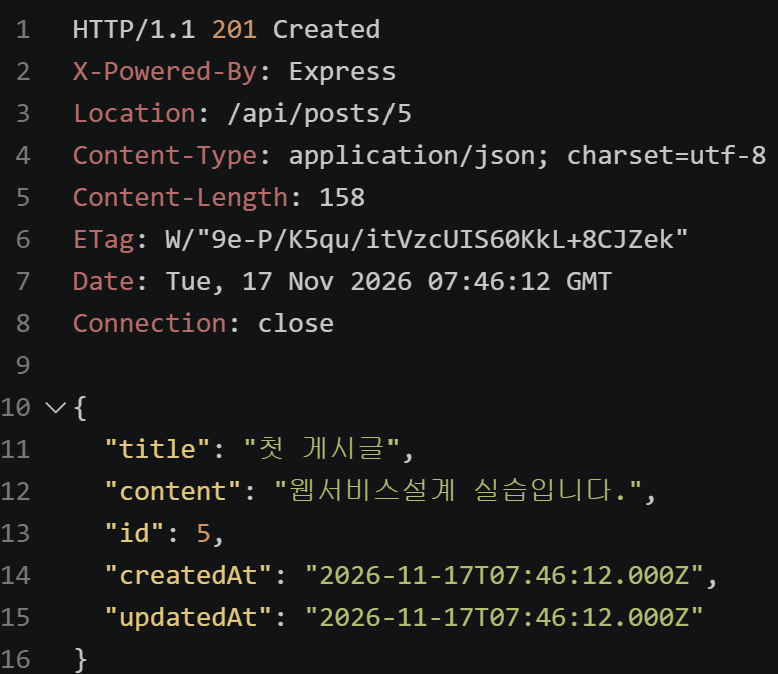 1 HTTP/1.1 201 Created
2 X-Powered-By: Express
3 Location: /api/posts/5
4 Content-Type: application/json; charset=utf-8
5 Content-Length: 158
6 ETag: W/"9e-P/K5qu/itVzcUIS60KkL+8CJZek"
7 Date: Tue, 17 Nov 2026 07:46:12 GMT
8 Connection: close
9
10 {
11 "title": "첫 게시글",
12 "content": "웹서비스설계 실습입니다.",
13 "id": 5,
14 "createdAt": "2026-11-17T07:46:12.000Z",
15 "updatedAt": "2026-11-17T07:46:12.000Z"
16 }